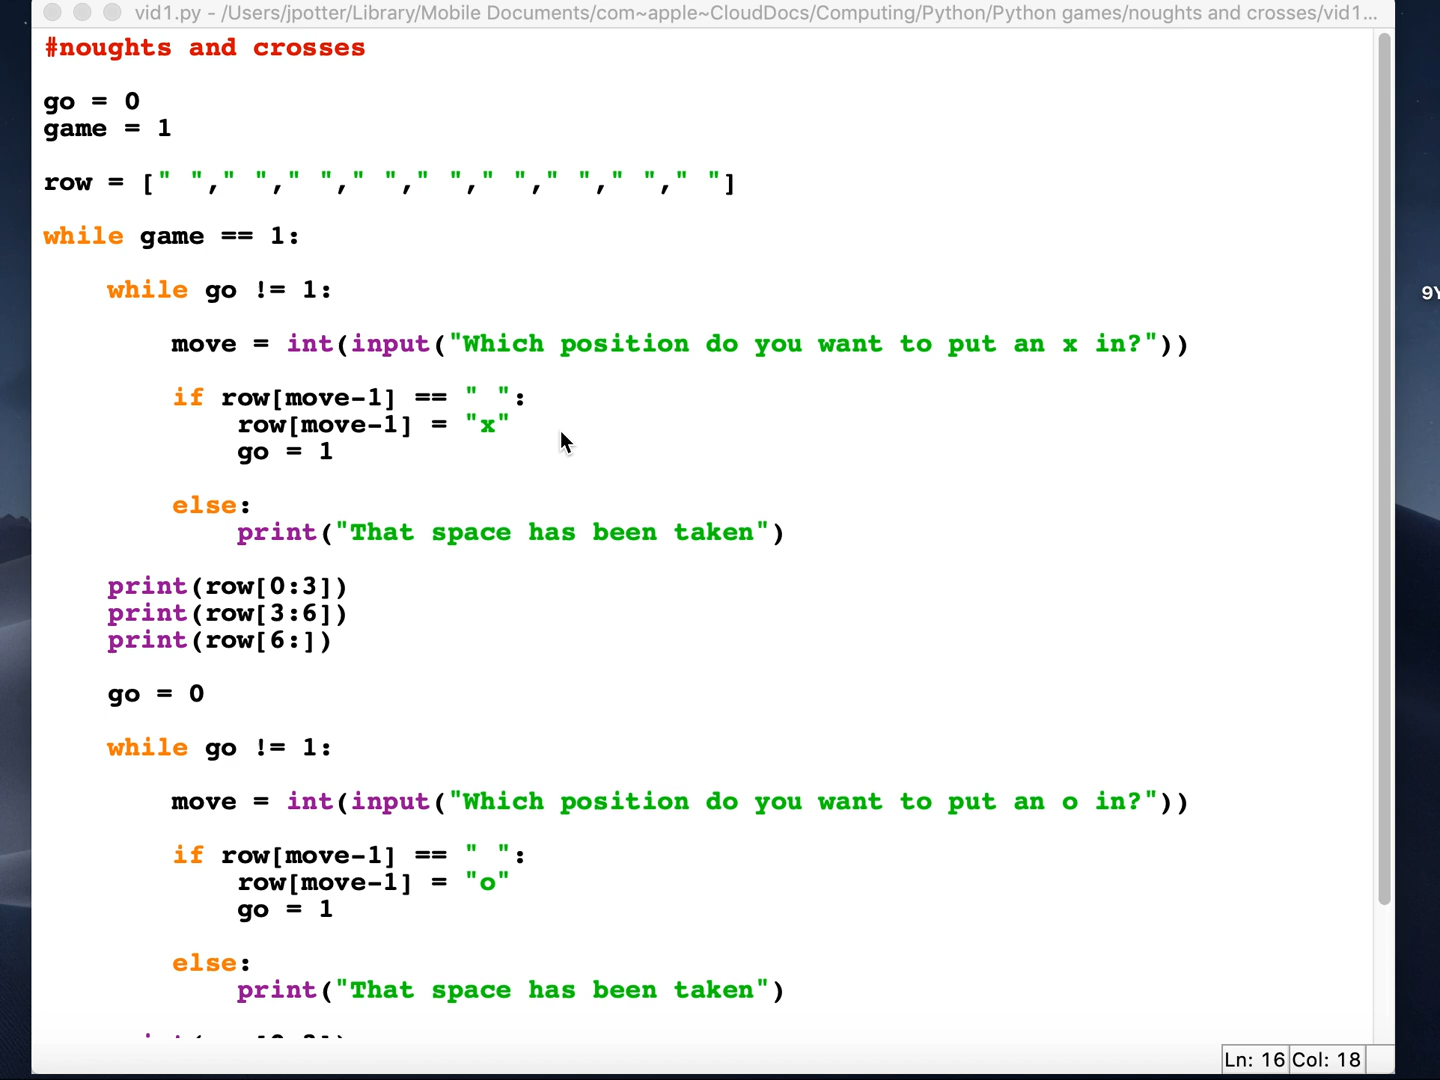 vid1.py - /Users/jpotter/Library/Mobile Documents/com~apple~CloudDocs/Computing/Python/Python games/noughts and crosses/vid1...
#noughts and crosses
go = 0
game = 1
row = [" "," "," "," "," "," "," "," "," "]
while game == 1:
while go != 1:
move = int(input("Which position do you want to put an x in?"))
if row[move-1] == " ":
row[move-1] = "x"
go = 1
else:
print("That space has been taken")
print(row[0:3])
print(row[3:6])
print(row[6:])
go = 0
while go != 1:
move = int(input("Which position do you want to put an o in?"))
if row[move-1] == " ":
row[move-1] = "o"
go = 1
else:
print("That space has been taken")
Ln: 16 Col: 18